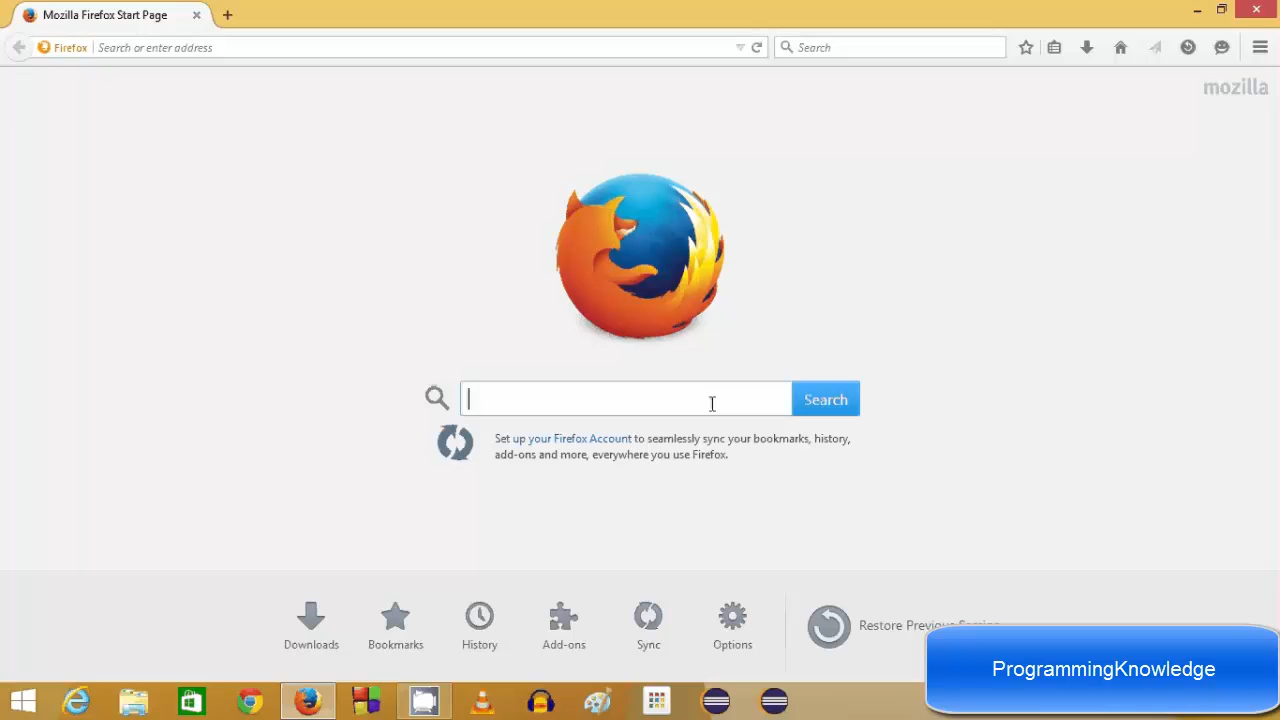 Mozilla Firefox Start Page
Firefox
Search or enter address
Search
mozilla
Search
Set up your Firefox Account to seamlessly sync your bookmarks, history,
add-ons and more, everywhere you use Firefox.
Downloads
Bookmarks
History
Add-ons
Sync
Options
Restore Previous Session
ProgrammingKnowledge